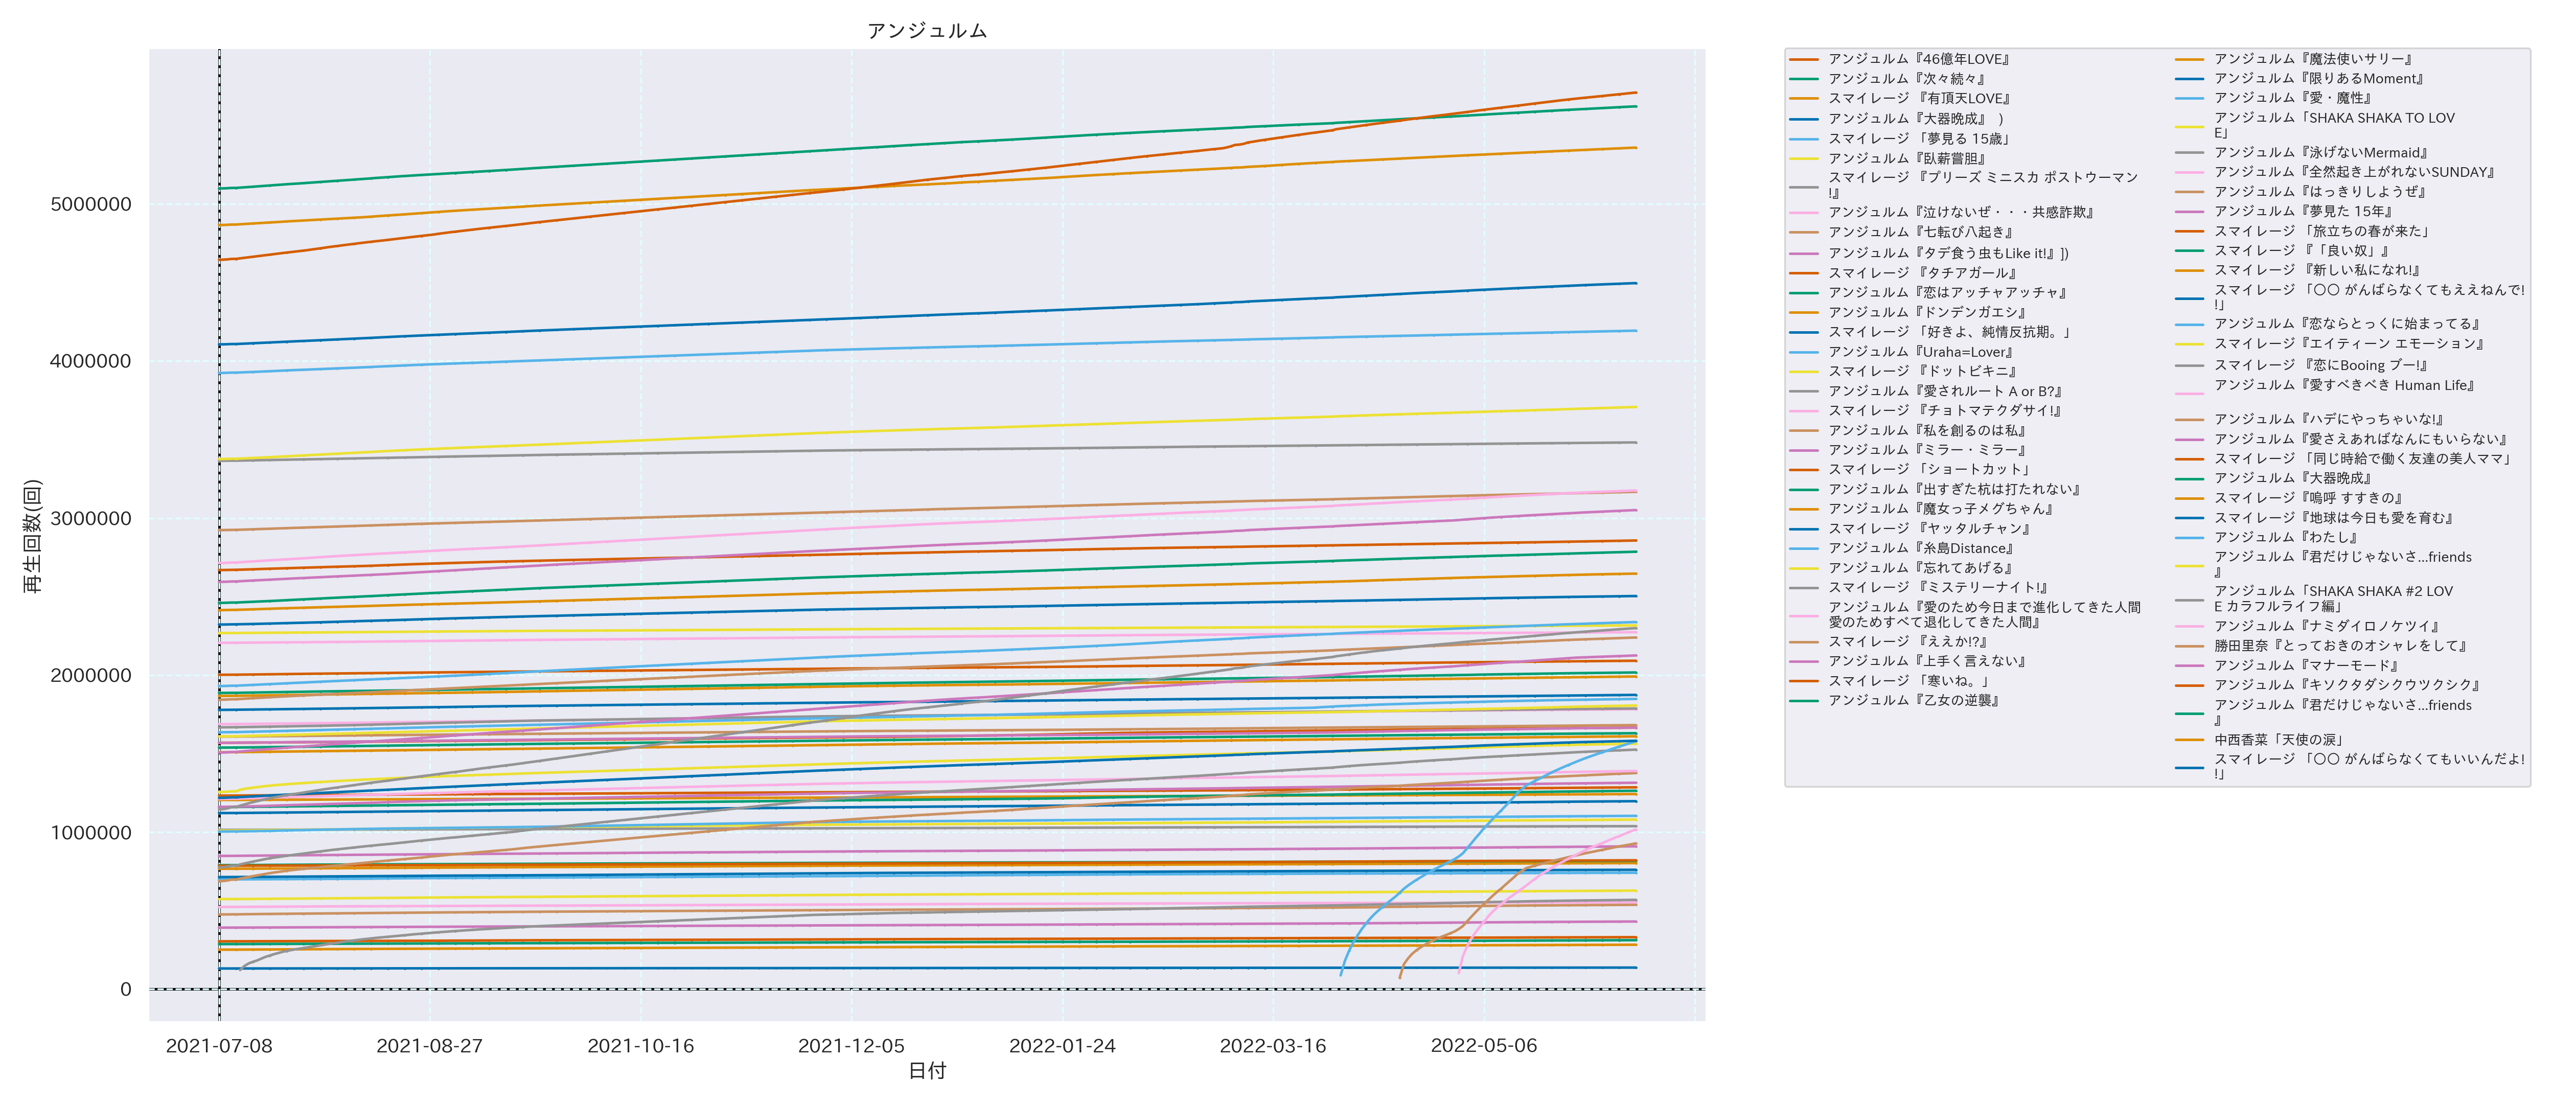 アンジュルム
再生回数(回)
5000000
4000000
3000000
2000000
1000000
0
2021-07-08
2021-08-27
2021-10-16
2021-12-05
2022-01-24
2022-03-16
2022-05-06
日付
アンジュルム『46億年LOVE』
アンジュルム『次々続々』
スマイレージ 『有頂天LOVE』
アンジュルム『大器晩成』 )
スマイレージ 「夢見る 15歳」
アンジュルム『臥薪嘗胆』
スマイレージ 『プリーズ ミニスカ ポストウーマン
!』
アンジュルム『泣けないぜ・・・共感詐欺』
アンジュルム『七転び八起き』
アンジュルム『タデ食う虫もLike it!』])
スマイレージ 『タチアガール』
アンジュルム『恋はアッチャアッチャ』
アンジュルム『ドンデンガエシ』
スマイレージ 「好きよ、純情反抗期。」
アンジュルム『Uraha=Lover』
スマイレージ 『ドットビキニ』
アンジュルム『愛されルート A or B?』
スマイレージ 『チョトマテクダサイ!』
アンジュルム『私を創るのは私』
アンジュルム『ミラー・ミラー』
スマイレージ 「ショートカット」
アンジュルム『出すぎた杭は打たれない』
アンジュルム『魔女っ子メグちゃん』
スマイレージ 『ヤッタルチャン』
アンジュルム『糸島Distance』
アンジュルム『忘れてあげる』
スマイレージ 『ミステリーナイト!』
アンジュルム『愛のため今日まで進化してきた人間
愛のためすべて退化してきた人間』
スマイレージ 『ええか!?』
アンジュルム『上手く言えない』
スマイレージ 「寒いね。」
アンジュルム『乙女の逆襲』
アンジュルム『魔法使いサリー』
アンジュルム『限りあるMoment』
アンジュルム『愛・魔性』
アンジュルム「SHAKA SHAKA TO LOV
E」
アンジュルム『泳げないMermaid』
アンジュルム『全然起き上がれないSUNDAY』
アンジュルム『はっきりしようぜ』
アンジュルム『夢見た 15年』
スマイレージ 「旅立ちの春が来た」
スマイレージ 『「良い奴」』
スマイレージ 『新しい私になれ!』
スマイレージ 「〇〇 がんばらなくてもええねんで!
!」
アンジュルム『恋ならとっくに始まってる』
スマイレージ『エイティーン エモーション』
スマイレージ 『恋にBooing ブー!』
アンジュルム『愛すべきべき Human Life』
アンジュルム『ハデにやっちゃいな!』
アンジュルム『愛さえあればなんにもいらない』
スマイレージ 「同じ時給で働く友達の美人ママ」
アンジュルム『大器晩成』
スマイレージ『嗚呼 すすきの』
スマイレージ『地球は今日も愛を育む』
アンジュルム『わたし』
アンジュルム『君だけじゃないさ...friends
』
アンジュルム「SHAKA SHAKA #2 LOV
E カラフルライフ編」
アンジュルム『ナミダイロノケツイ』
勝田里奈『とっておきのオシャレをして』
アンジュルム『マナーモード』
アンジュルム『キソクタダシクウツクシク』
アンジュルム『君だけじゃないさ...friends
』
中西香菜「天使の涙」
スマイレージ 「〇〇 がんばらなくてもいいんだよ!
!」